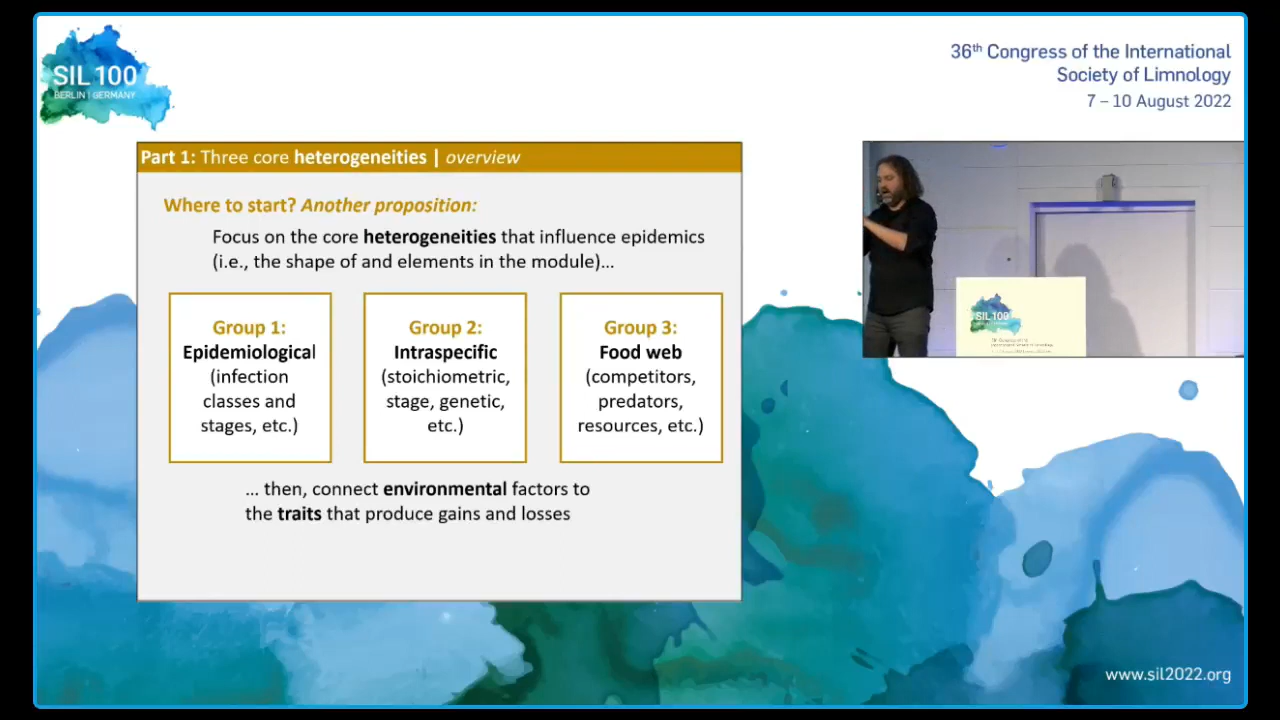 SIL 100
BERLIN | GERMANY
36th Congress of the International
Society of Limnology
7 – 10 August 2022
Part 1: Three core heterogeneities | overview
Where to start? Another proposition:
Focus on the core heterogeneities that influence epidemics
(i.e., the shape of and elements in the module)...
Group 1:
Epidemiological
(infection
classes and
stages, etc.)
Group 2:
Intraspecific
(stoichiometric,
stage, genetic,
etc.)
Group 3:
Food web
(competitors,
predators,
resources, etc.)
... then, connect environmental factors to
the traits that produce gains and losses
SIL 100
www.sil2022.org